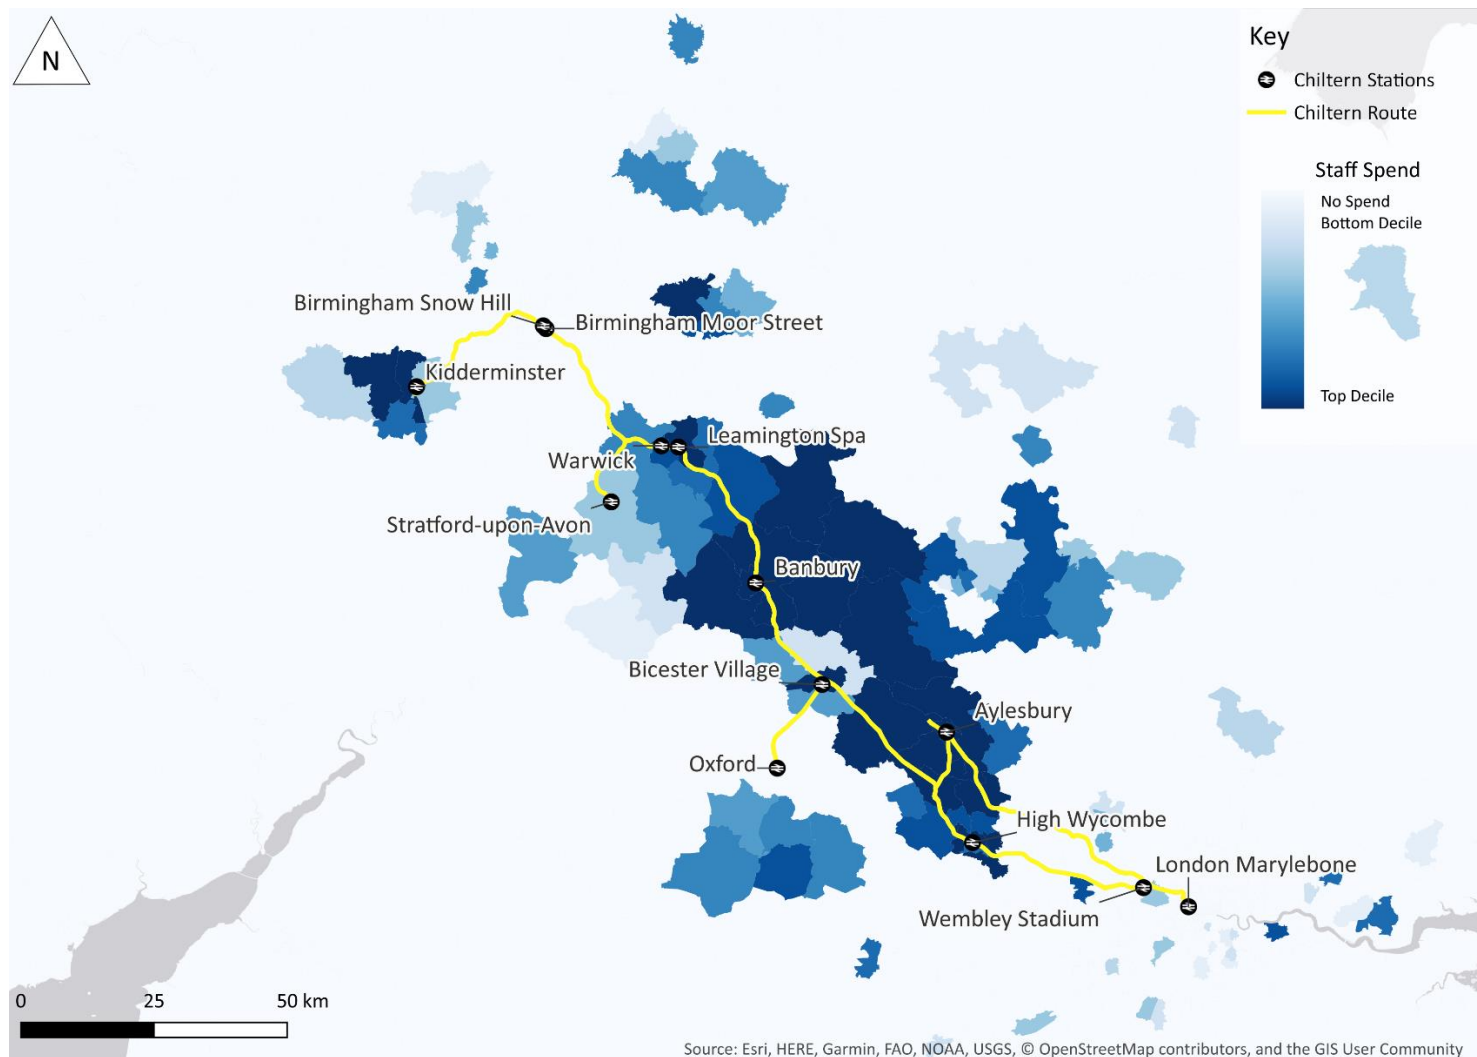 N
Key
Chiltern Stations
Chiltern Route
Staff Spend
No Spend
Bottom Decile
Top Decile
Birmingham Snow Hill
Birmingham Moor Street
Kidderminster
Leamington Spa
Warwick
Stratford-upon-Avon
Banbury
Bicester Village
Aylesbury
Oxford
High Wycombe
London Marylebone
Wembley Stadium
0 25 50 km
Source: Esri, HERE, Garmin, FAO, NOAA, USGS, © OpenStreetMap contributors, and the GIS User Community